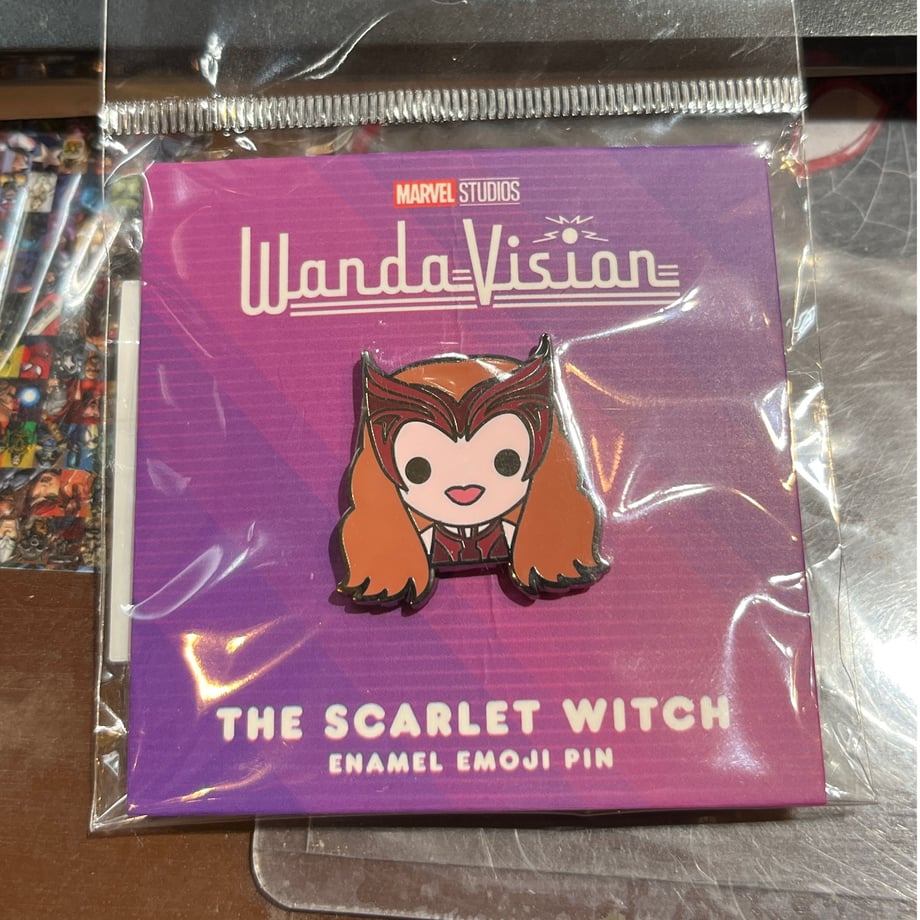 MARVEL STUDIOS
WandaVision
THE SCARLET WITCH
ENAMEL EMOJI PIN